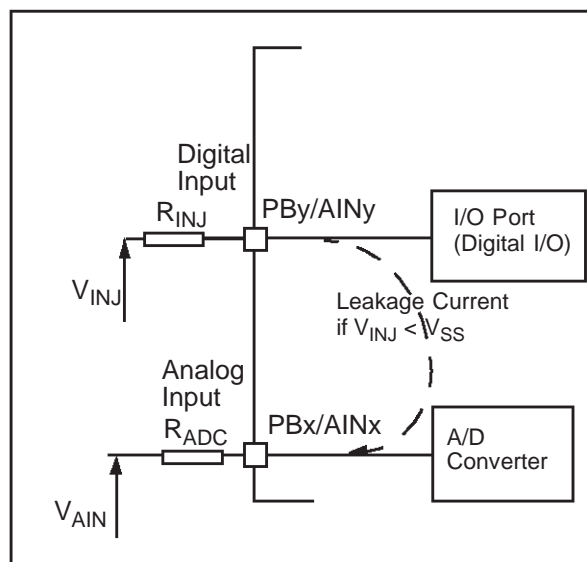 Digital
Input
R_INJ
PBy/AINy
I/O Port
(Digital I/O)
V_INJ
Leakage Current
if V_INJ < V_SS
Analog
Input
R_ADC
PBx/AINx
A/D
Converter
V_AIN